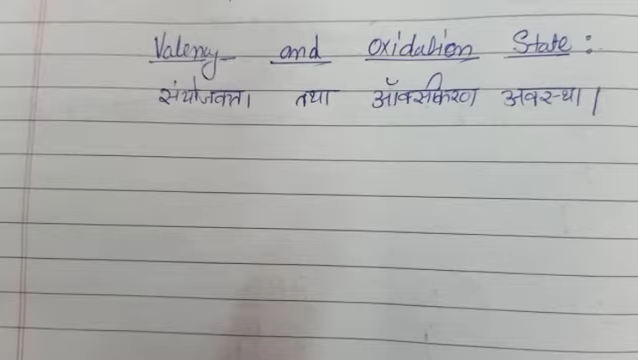 Valency and Oxidation State :
संयोजकता तथा ऑक्सीकरण अवस्था।